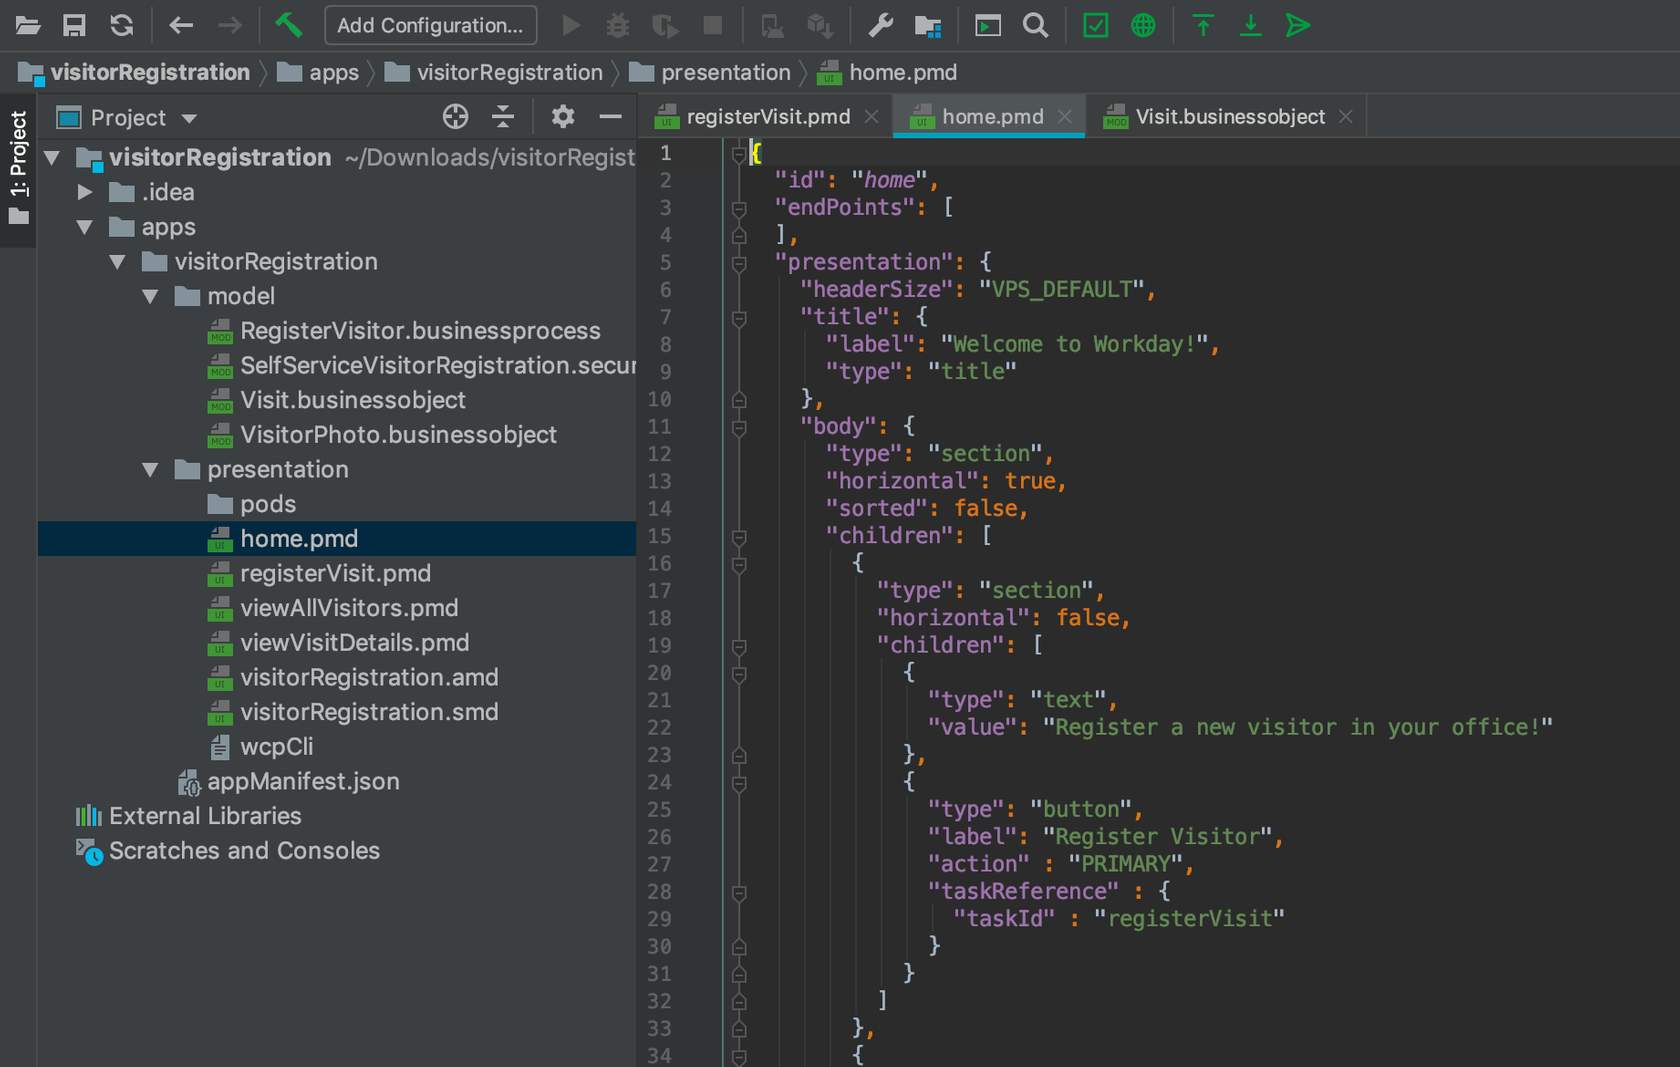 Add Configuration...
visitorRegistration apps visitorRegistration presentation home.pmd
1: Project
Project
visitorRegistration ~/Downloads/visitorRegist
.idea
apps
visitorRegistration
model
RegisterVisitor.businessprocess
SelfServiceVisitorRegistration.secur
Visit.businessobject
VisitorPhoto.businessobject
presentation
pods
home.pmd
registerVisit.pmd
viewAllVisitors.pmd
viewVisitDetails.pmd
visitorRegistration.amd
visitorRegistration.smd
wcpCli
appManifest.json
External Libraries
Scratches and Consoles
registerVisit.pmd home.pmd Visit.businessobject
1 {
2 "id": "home",
3 "endPoints": [
4 ],
5 "presentation": {
6 "headerSize": "VPS_DEFAULT",
7 "title": {
8 "label": "Welcome to Workday!",
9 "type": "title"
10 },
11 "body": {
12 "type": "section",
13 "horizontal": true,
14 "sorted": false,
15 "children": [
16 {
17 "type": "section",
18 "horizontal": false,
19 "children": [
20 {
21 "type": "text",
22 "value": "Register a new visitor in your office!"
23 },
24 {
25 "type": "button",
26 "label": "Register Visitor",
27 "action" : "PRIMARY",
28 "taskReference" : {
29 "taskId" : "registerVisit"
30 }
31 }
32 ]
33 },
34 {